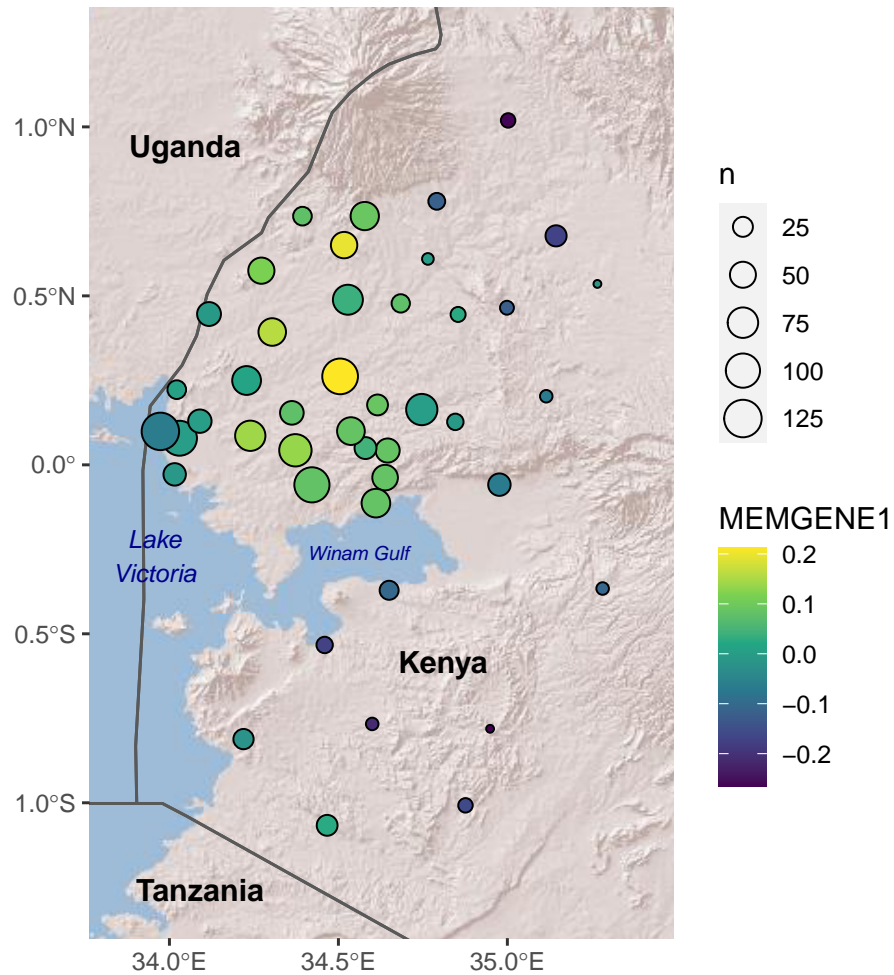 1.0°N
0.5°N
0.0°
0.5°S
1.0°S
34.0°E
34.5°E
35.0°E
Uganda
Lake
Victoria
Winam Gulf
Kenya
Tanzania
n
25
50
75
100
125
MEMGENE1
0.2
0.1
0.0
−0.1
−0.2